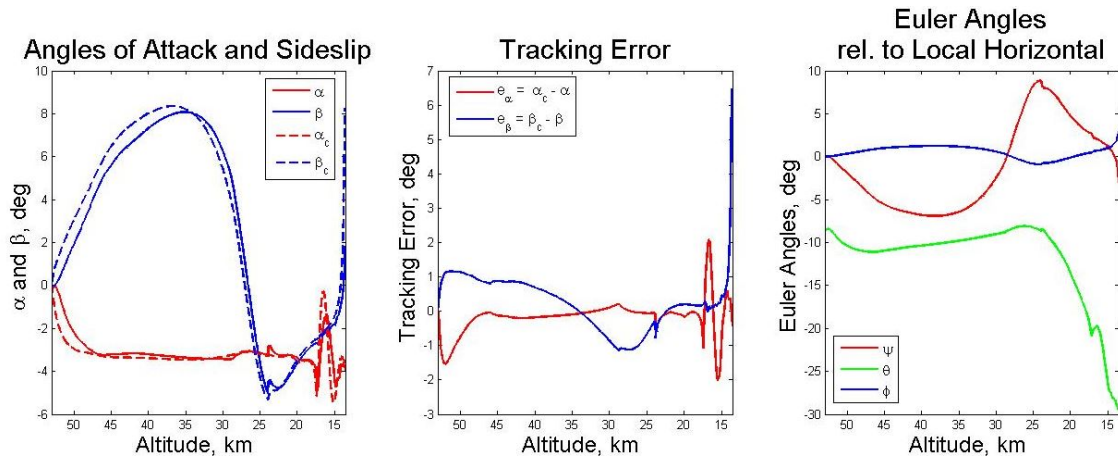 Angles of Attack and Sideslip
10
8
6
4
2
0
-2
-4
-6
α and β, deg
α
β
α_c
β_c
50 45 40 35 30 25 20 15
Altitude, km
Tracking Error
7
6
5
4
3
2
1
0
-1
-2
-3
Tracking Error, deg
e_α = α_c - α
e_β = β_c - β
50 45 40 35 30 25 20 15
Altitude, km
Euler Angles
rel. to Local Horizontal
10
5
0
-5
-10
-15
-20
-25
-30
Euler Angles, deg
Ψ
θ
ϕ
50 45 40 35 30 25 20 15
Altitude, km